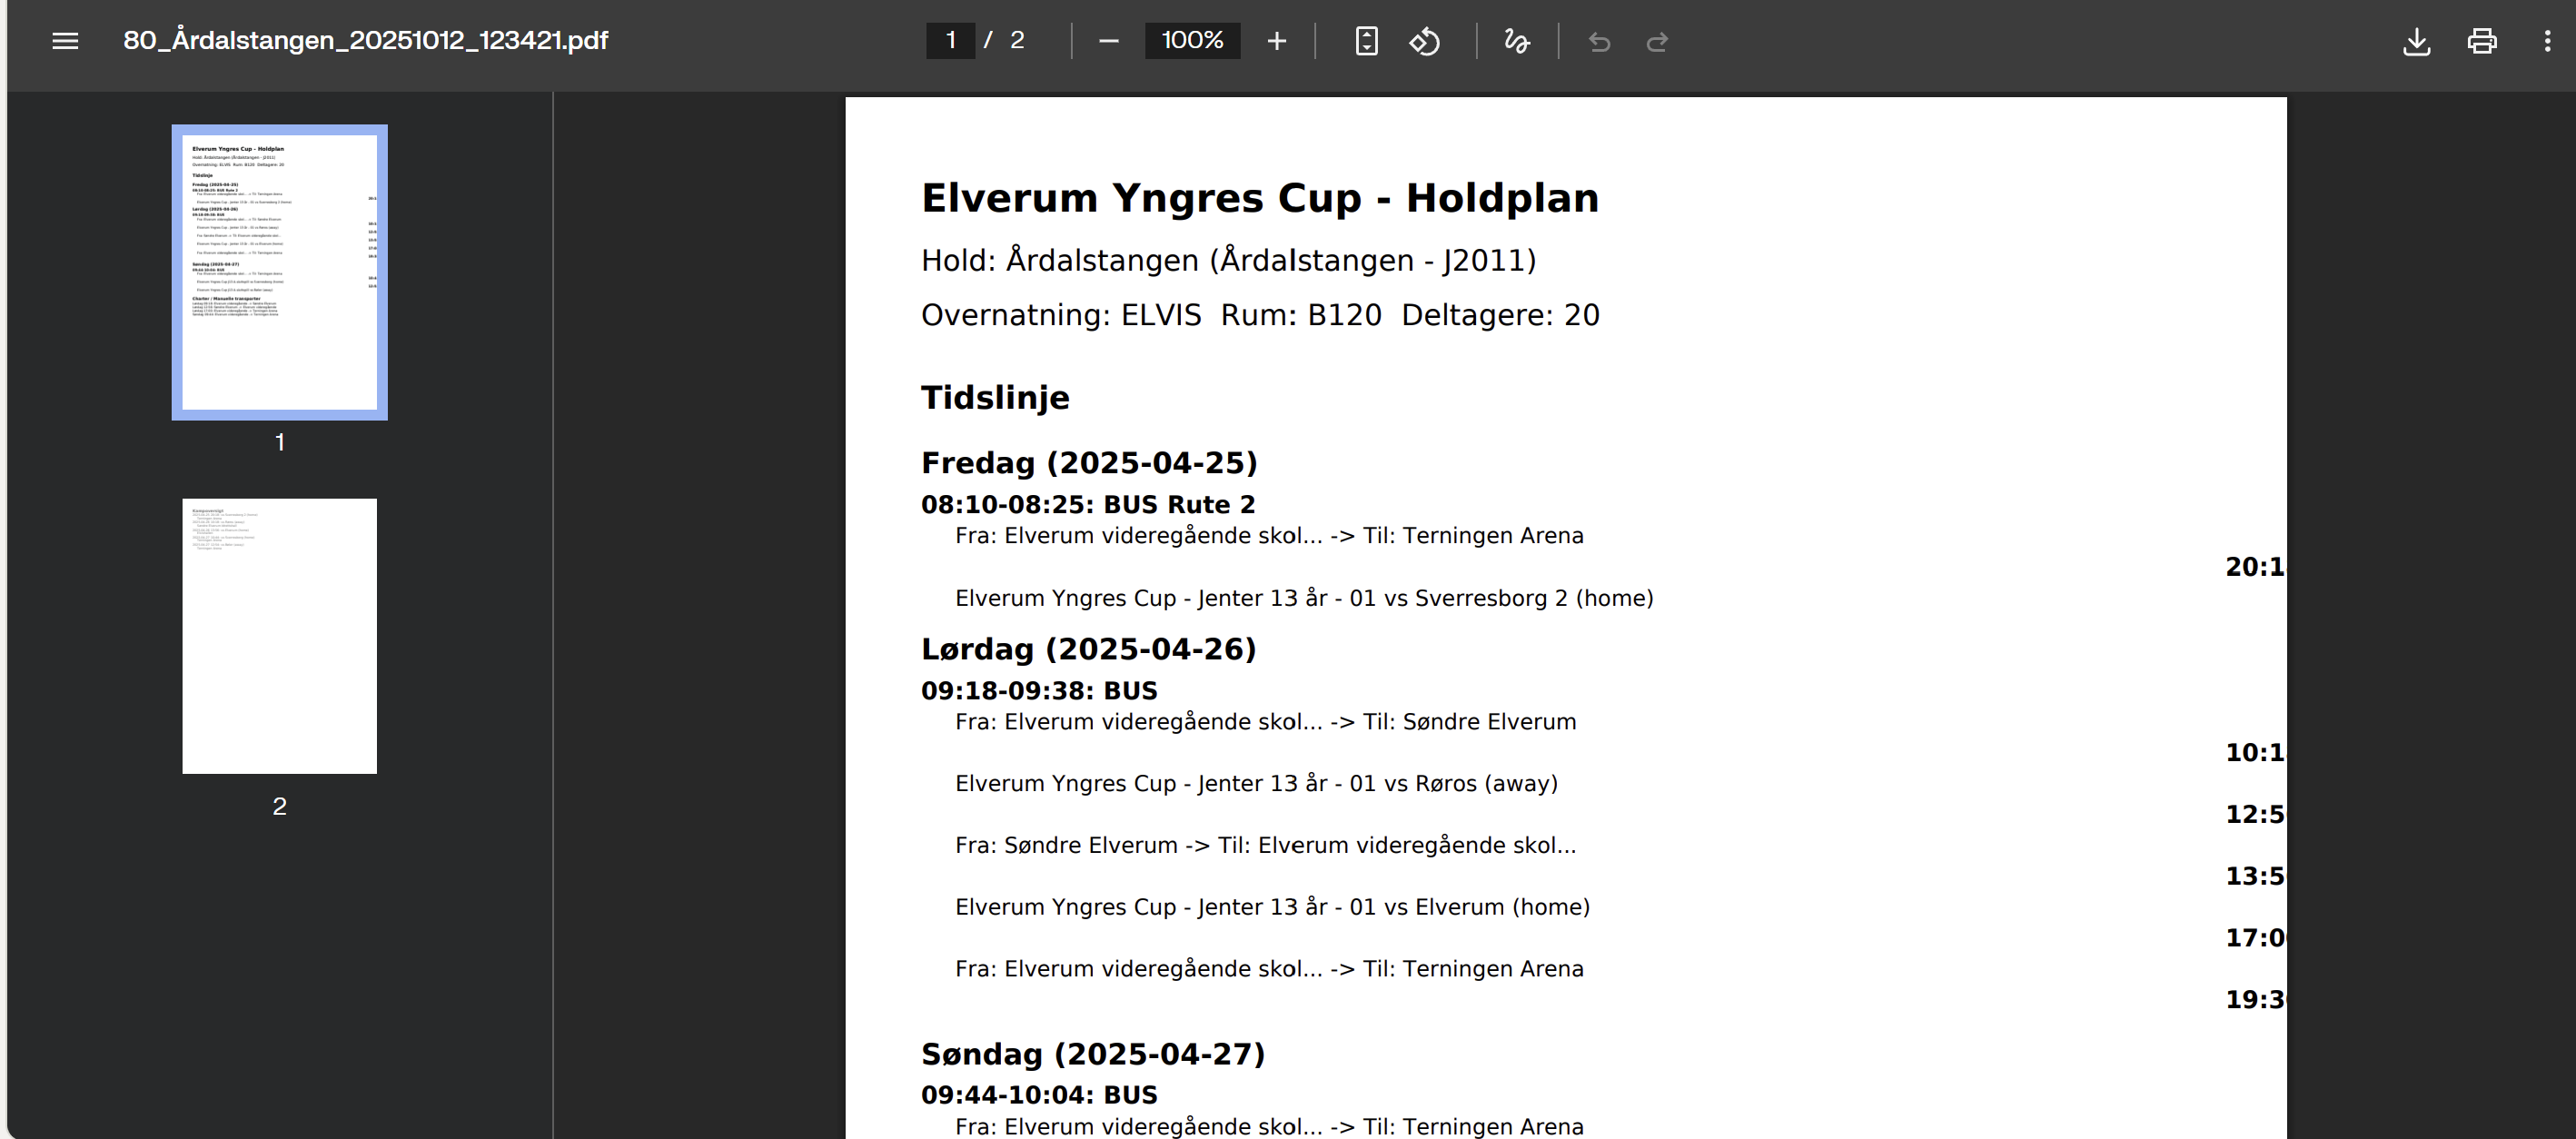 80_Årdalstangen_20251012_123421.pdf
1 / 2
100%
Elverum Yngres Cup - Holdplan
Hold: Årdalstangen (Årdalstangen - J2011)
Overnatning: ELVIS Rum: B120 Deltagere: 20
Tidslinje
Fredag (2025-04-25)
08:10-08:25: BUS Rute 2
Fra: Elverum videregående skol... -> Til: Terningen Arena
20:1
Elverum Yngres Cup - Jenter 13 år - 01 vs Sverresborg 2 (home)
Lørdag (2025-04-26)
09:18-09:38: BUS
Fra: Elverum videregående skol... -> Til: Søndre Elverum
10:1
Elverum Yngres Cup - Jenter 13 år - 01 vs Røros (away)
12:5
Fra: Søndre Elverum -> Til: Elverum videregående skol...
13:5
Elverum Yngres Cup - Jenter 13 år - 01 vs Elverum (home)
17:0
Fra: Elverum videregående skol... -> Til: Terningen Arena
19:3
Søndag (2025-04-27)
09:44-10:04: BUS
Fra: Elverum videregående skol... -> Til: Terningen Arena
1
2